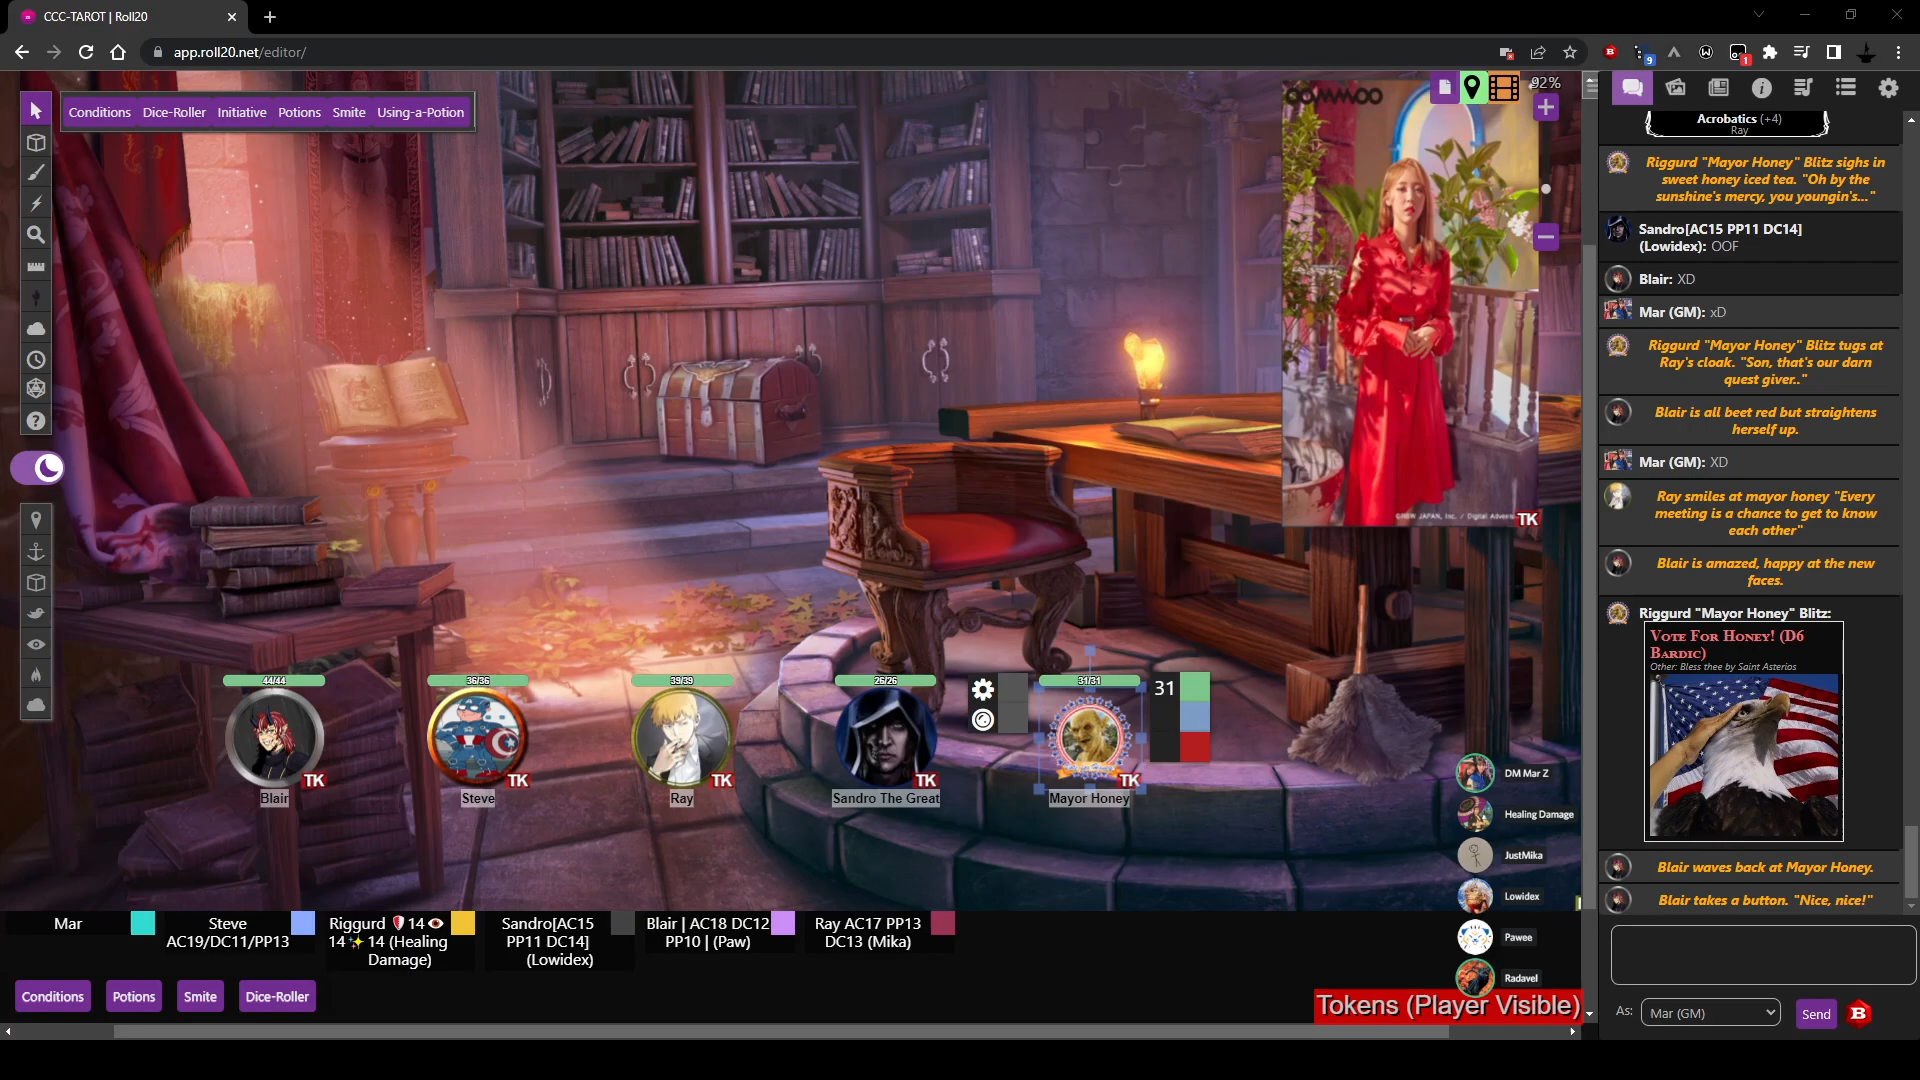 CCC-TAROT | Roll20
app.roll20.net/editor/
9
1
Conditions Dice-Roller Initiative Potions Smite Using-a-Potion
92%
TK
44/44
36/36
39/39
26/26
31/31
31
TK
TK
TK
TK
TK
Blair
Steve
Ray
Sandro The Great
Mayor Honey
DM Mar Z
Healing Damage
JustMika
Lowidex
Pawee
Radavel
Mar
Steve
AC19/DC11/PP13
Riggurd 14
14 14 (Healing
Damage)
Sandro[AC15
PP11 DC14]
(Lowidex)
Blair | AC18 DC12
PP10 | (Paw)
Ray AC17 PP13
DC13 (Mika)
Conditions
Potions
Smite
Dice-Roller
Tokens (Player Visible)
Acrobatics (+4)
Ray
Riggurd "Mayor Honey" Blitz sighs in
sweet honey iced tea. "Oh by the
sunshine's mercy, you youngin's..."
Sandro[AC15 PP11 DC14]
(Lowidex): OOF
Blair: XD
Mar (GM): xD
Riggurd "Mayor Honey" Blitz tugs at
Ray's cloak. "Son, that's our darn
quest giver.."
Blair is all beet red but straightens
herself up.
Mar (GM): XD
Ray smiles at mayor honey "Every
meeting is a chance to get to know
each other"
Blair is amazed, happy at the new
faces.
Riggurd "Mayor Honey" Blitz:
Vote For Honey! (D6
Bardic)
Other: Bless thee by Saint Asterios
Blair waves back at Mayor Honey.
Blair takes a button. "Nice, nice!"
As:
Mar (GM)
Send
B